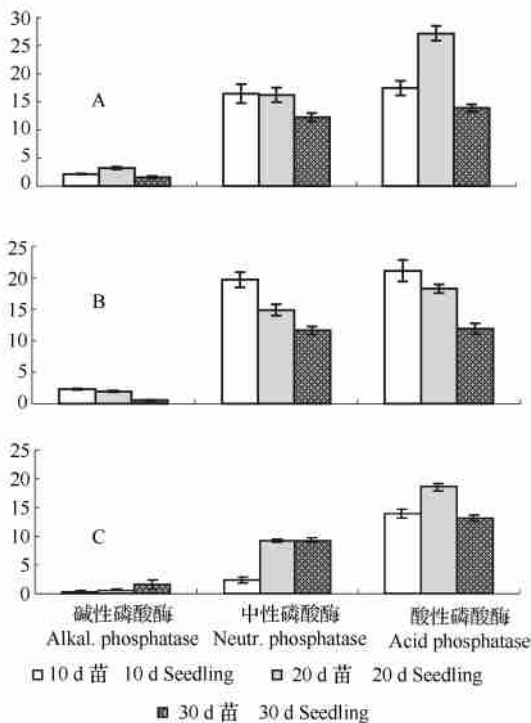 30
25
20
15
10
5
0
A
25
20
15
10
5
0
B
25
20
15
10
5
0
C
碱性磷酸酶 中性磷酸酶 酸性磷酸酶
Alkal. phosphatase Neutr. phosphatase Acid phosphatase
10 d 苗 10 d Seedling 20 d 苗 20 d Seedling
30 d 苗 30 d Seedling